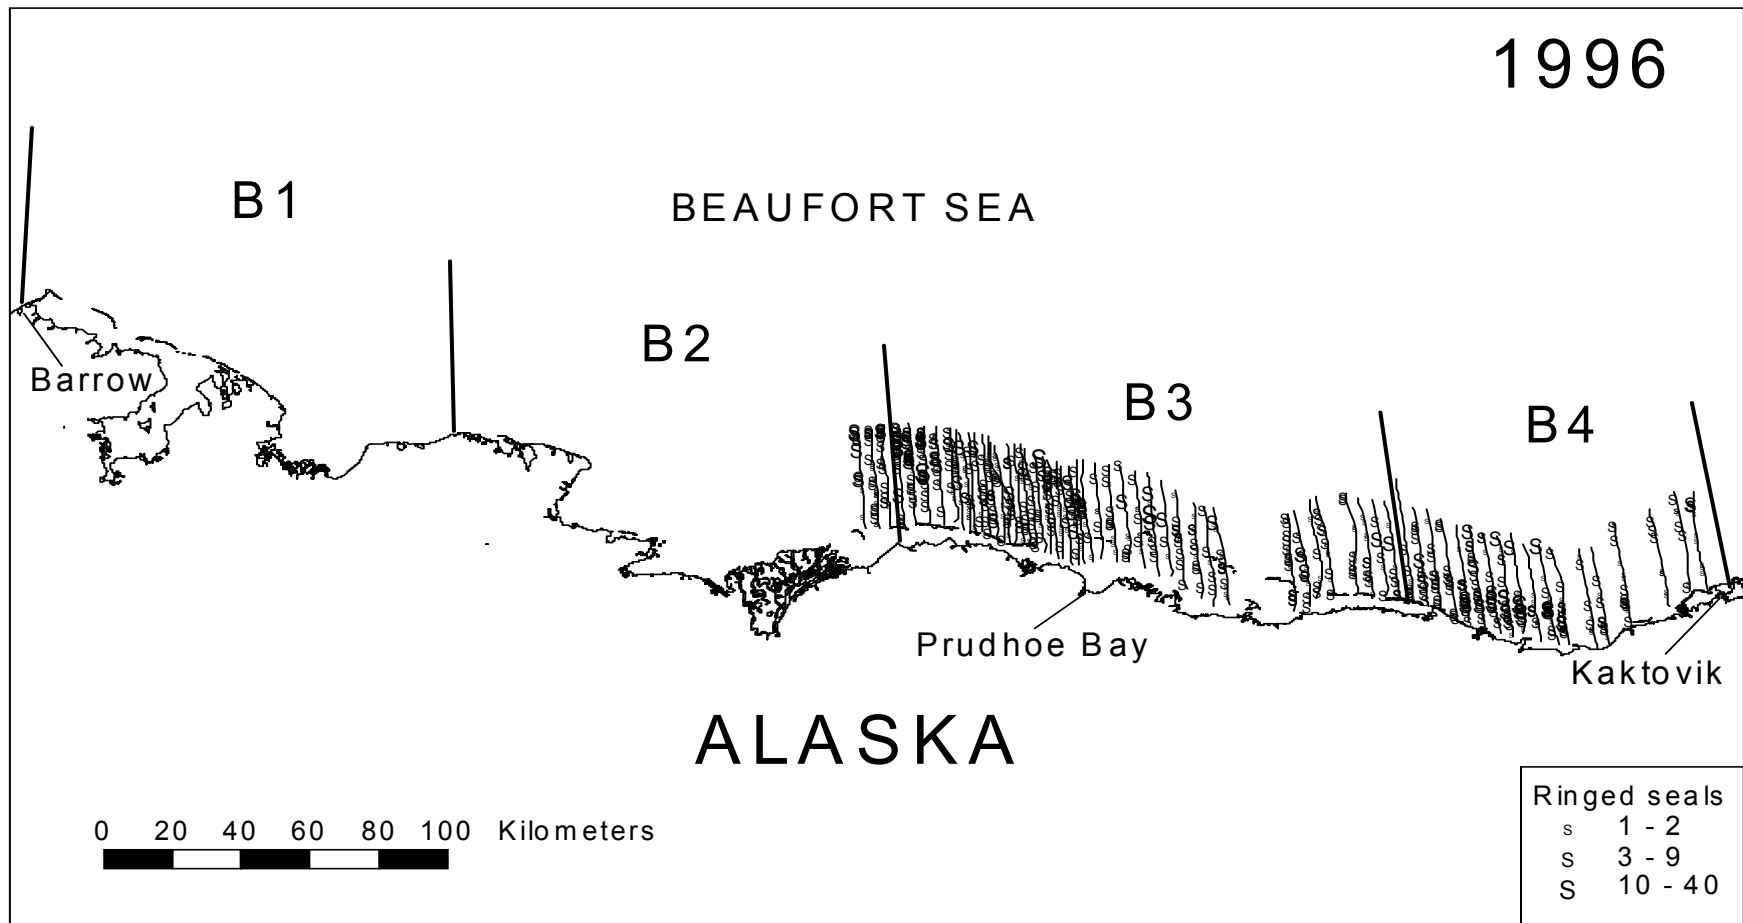 1996
B1
BEAUFORT SEA
B2
B3
B4
Barrow
Prudhoe Bay
Kaktovik
ALASKA
0 20 40 60 80 100 Kilometers
Ringed seals
s 1 - 2
s 3 - 9
S 10 - 40